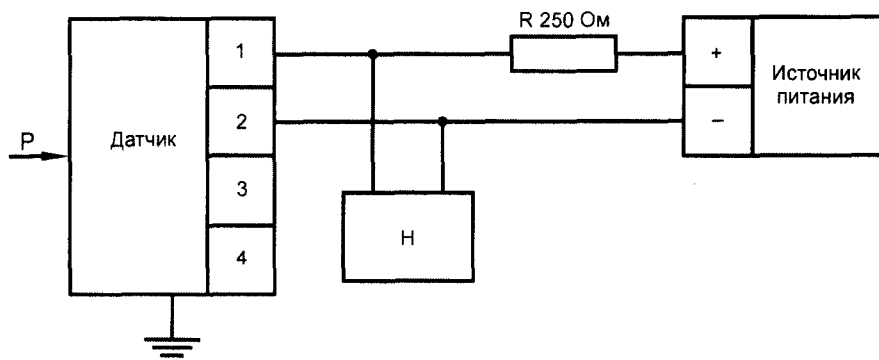 R 250 Ом
1
+
Источник
питания
2
–
P
Датчик
3
Н
4